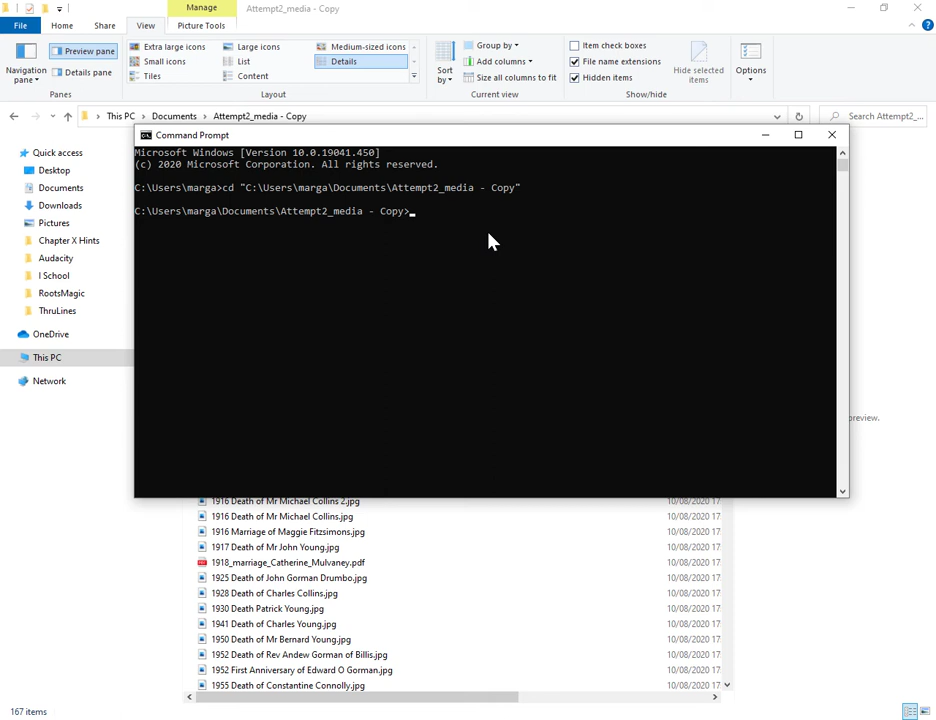 Manage
Attempt2_media - Copy
File
Home
Share
View
Picture Tools
Navigation pane
Preview pane
Details pane
Panes
Extra large icons
Large icons
Medium-sized icons
Small icons
List
Details
Tiles
Content
Layout
Sort by
Group by
Add columns
Size all columns to fit
Current view
Item check boxes
File name extensions
Hidden items
Hide selected items
Show/hide
Options
This PC > Documents > Attempt2_media - Copy
Search Attempt2_...
Quick access
Desktop
Documents
Downloads
Pictures
Chapter X Hints
Audacity
I School
RootsMagic
ThruLines
OneDrive
This PC
Network
Command Prompt
Microsoft Windows [Version 10.0.19041.450]
(c) 2020 Microsoft Corporation. All rights reserved.
C:\Users\marga>cd "C:\Users\marga\Documents\Attempt2_media - Copy"
C:\Users\marga\Documents\Attempt2_media - Copy>_
preview.
1916 Death of Mr Michael Collins 2.jpg
1916 Death of Mr Michael Collins.jpg 10/08/2020 17
1916 Marriage of Maggie Fitzsimons.jpg 10/08/2020 17
1917 Death of Mr John Young.jpg 10/08/2020 17
1918_marriage_Catherine_Mulvaney.pdf 10/08/2020 17
1925 Death of John Gorman Drumbo.jpg 10/08/2020 17
1928 Death of Charles Collins.jpg 10/08/2020 17
1930 Death Patrick Young.jpg 10/08/2020 17
1941 Death of Charles Young.jpg 10/08/2020 17
1950 Death of Mr Bernard Young.jpg 10/08/2020 17
1952 Death of Rev Andew Gorman of Billis.jpg 10/08/2020 17
1952 First Anniversary of Edward O Gorman.jpg 10/08/2020 17
1955 Death of Constantine Connolly.jpg 10/08/2020 17
167 items